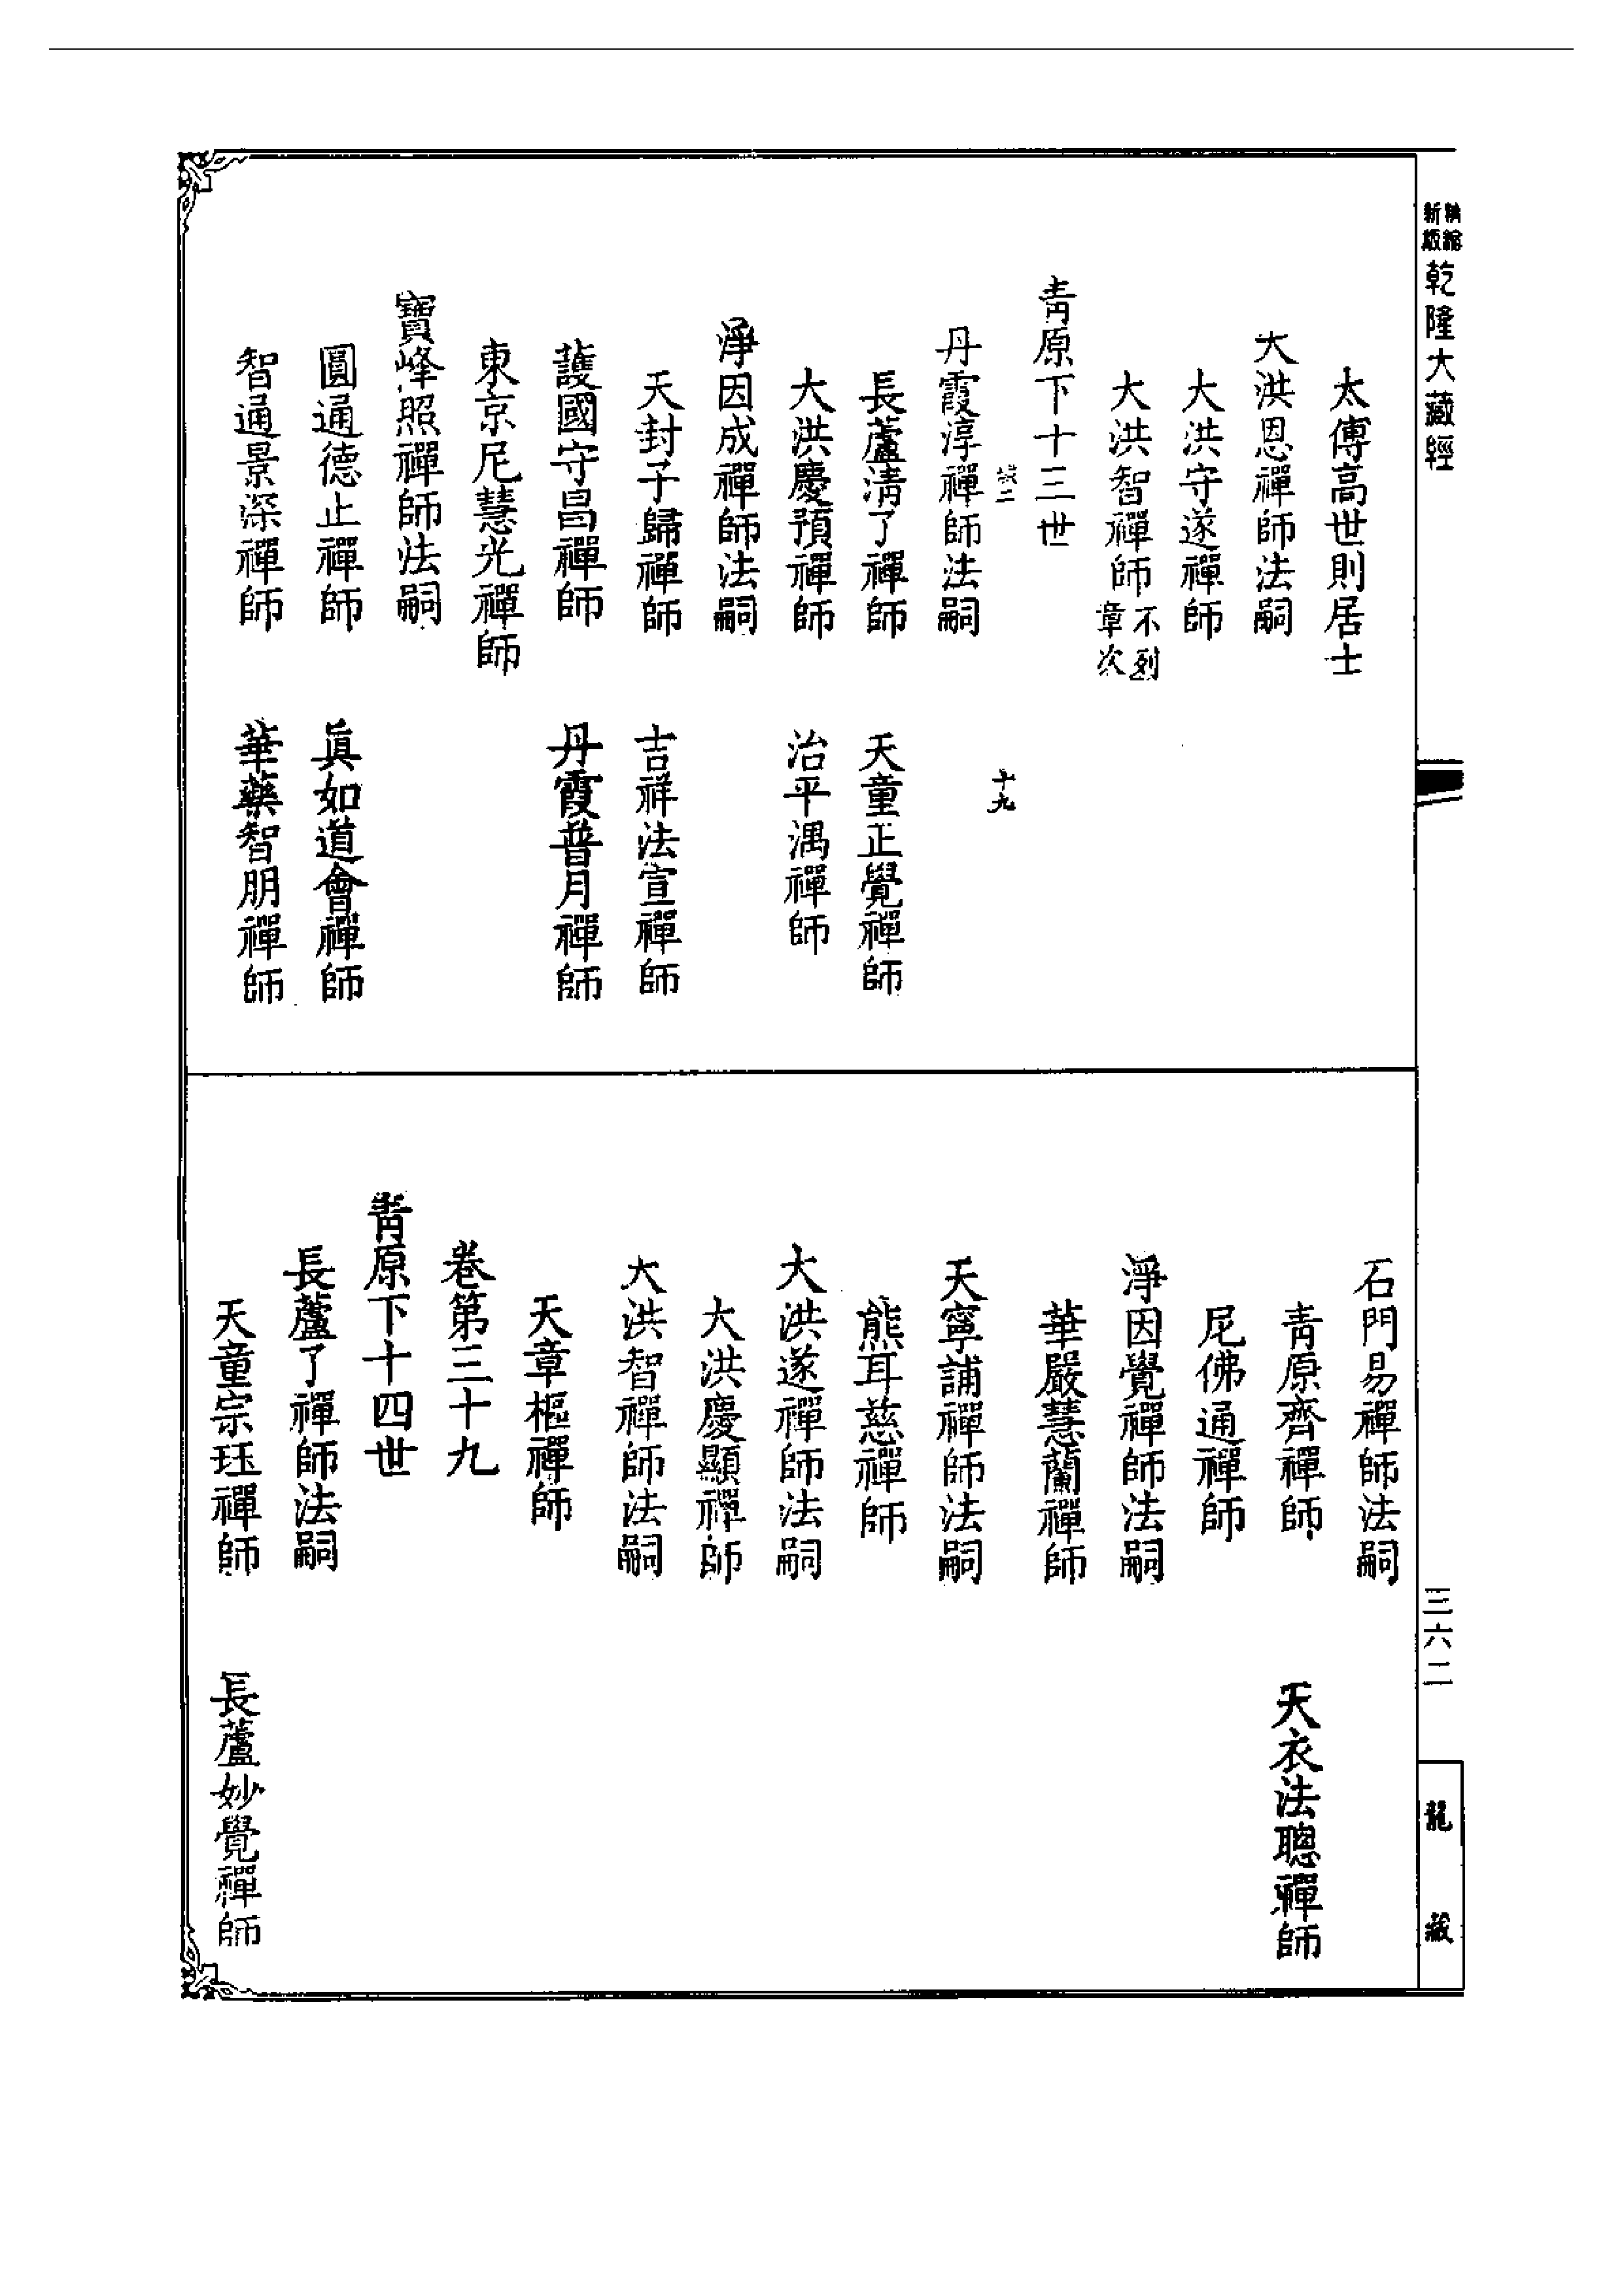 新版精縮乾隆大藏經
太傅高世則居士
大洪恩禪師法嗣
大洪守遂禪師
大洪智禪師不列章次
青原下十三世
十九
丹霞淳禪師法嗣
長蘆清了禪師 天童正覺禪師
大洪慶預禪師 治平湡禪師
淨因成禪師法嗣
天封子歸禪師 吉祥法宣禪師
護國守昌禪師 丹霞普月禪師
東京尼慧光禪師
寶峰照禪師法嗣
圓通德止禪師 眞如道會禪師
智通景深禪師 華藥智朋禪師
石門易禪師法嗣
青原齊禪師 天衣法聰禪師
尼佛通禪師
淨因覺禪師法嗣
華嚴慧蘭禪師
天寧誧禪師法嗣
熊耳慈禪師
大洪遂禪師法嗣
大洪慶顯禪師
大洪智禪師法嗣
天章樞禪師
卷第三十九
青原下十四世
長蘆了禪師法嗣
天童宗珏禪師 長蘆妙覺禪師
三六二
龍藏